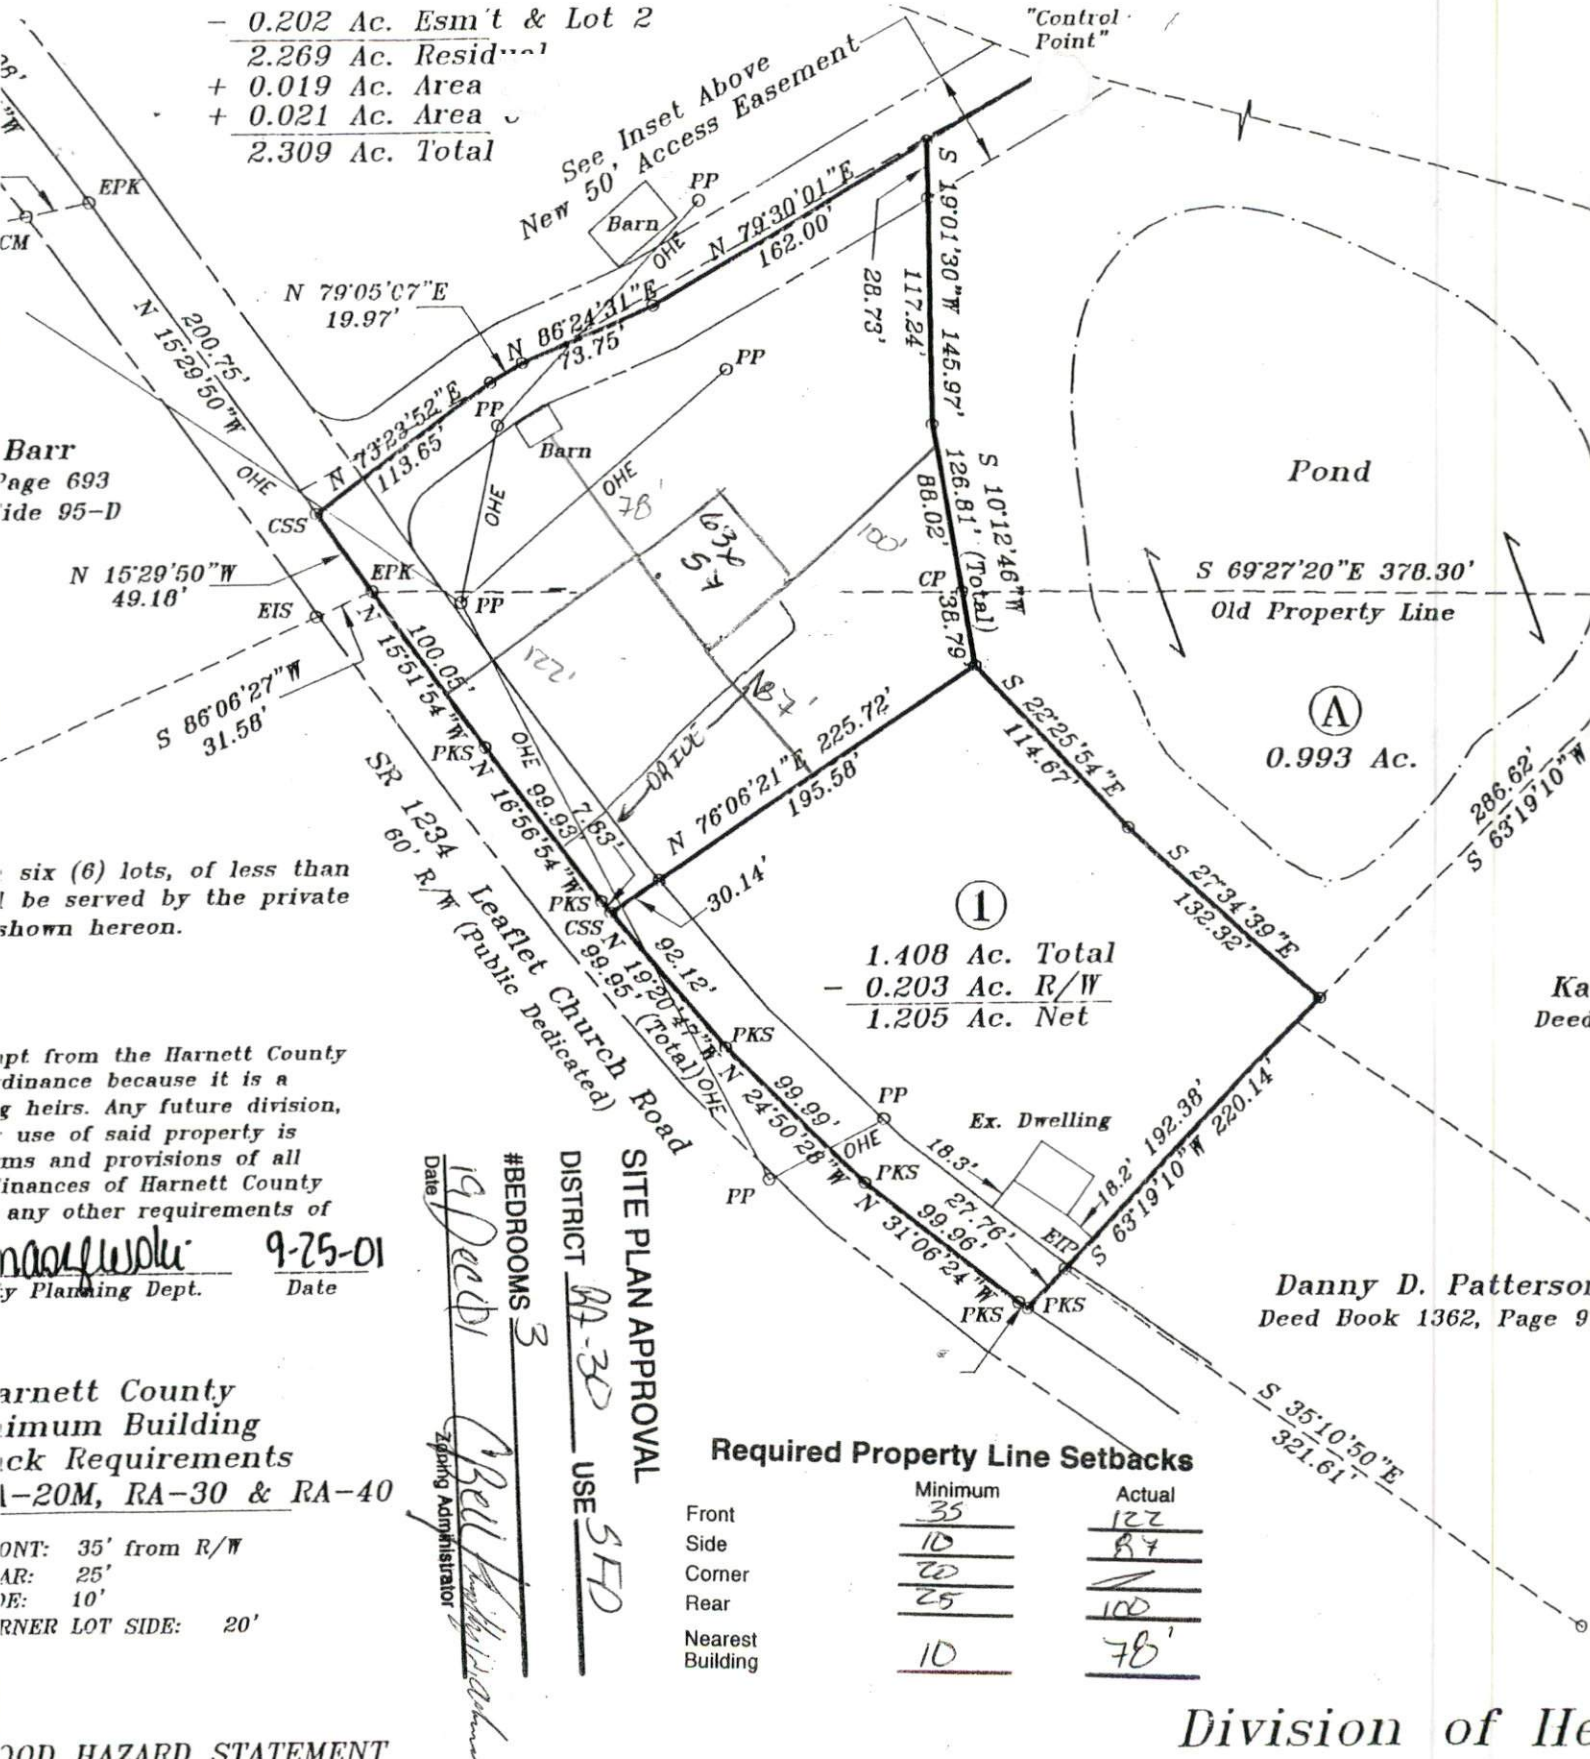 - 0.202 Ac. Esm't & Lot 2
2.269 Ac. Residual
+ 0.019 Ac. Area
+ 0.021 Ac. Area
2.309 Ac. Total
"Control
Point"
See Inset Above
New 50' Access Easement
EPK
CM
PP
Barn
OHE
N 79°30'01"E
162.00'
S 19°01'30"W 145.97'
117.24'
28.73'
N 79°05'07"E
19.97'
N 86°24'31"E
73.75'
200.75'
N 15°29'50"W
N 73°23'52"E
113.65'
PP
PP
Barn
OHE
OHE
OHE
78'
Barr
Page 693
ide 95-D
CSS
N 15°29'50"W
49.18'
EPK
EIS
PP
S 86°06'27"W
31.58'
100'
S 10°12'46"W
126.81' (Total)
88.02'
CP
38.79
Pond
S 69°27'20"E 378.30'
Old Property Line
A
0.993 Ac.
286.62'
S 63°19'10"W
100.05'
N 15°51'54"W
122'
DRIVE
PKS
OHE
99.93'
N 16°56'54"W
7.83'
N 76°06'21"E 225.72'
195.58'
S 22°25'54"E
114.67'
S 27°34'39"E
132.32'
SR 1234 Leaflet Church Road
60' R/W (Public Dedicated)
six (6) lots, of less than
be served by the private
shown hereon.
PKS
CSS
30.14'
1
1.408 Ac. Total
- 0.203 Ac. R/W
1.205 Ac. Net
92.12'
N 19°20'47"W
99.95' (Total)
OHE
PKS
99.99'
N 24°50'28"W
PP
OHE
PP
PKS
99.96'
N 31°06'24"W
Ex. Dwelling
18.3'
18.2'
192.38'
S 63°19'10"W 220.14'
27.76'
EIP
PKS
PKS
Ka
Deed
pt from the Harnett County
dinance because it is a
g heirs. Any future division,
use of said property is
ms and provisions of all
inances of Harnett County
any other requirements of
9-25-01
y Planning Dept.
Date
SITE PLAN APPROVAL
DISTRICT RA-30 USE SFD
#BEDROOMS 3
19 Dec 01
Date
Zoning Administrator
Danny D. Patterson
Deed Book 1362, Page 9
S 35°10'50"E
321.61'
arnett County
imum Building
ck Requirements
A-20M, RA-30 & RA-40
ONT: 35' from R/W
AR: 25'
DE: 10'
RNER LOT SIDE: 20'
Required Property Line Setbacks
Minimum Actual
Front 35 122
Side 10 87
Corner 20
Rear 25 100
Nearest
Building 10 78'
Division of He
OOD HAZARD STATEMENT